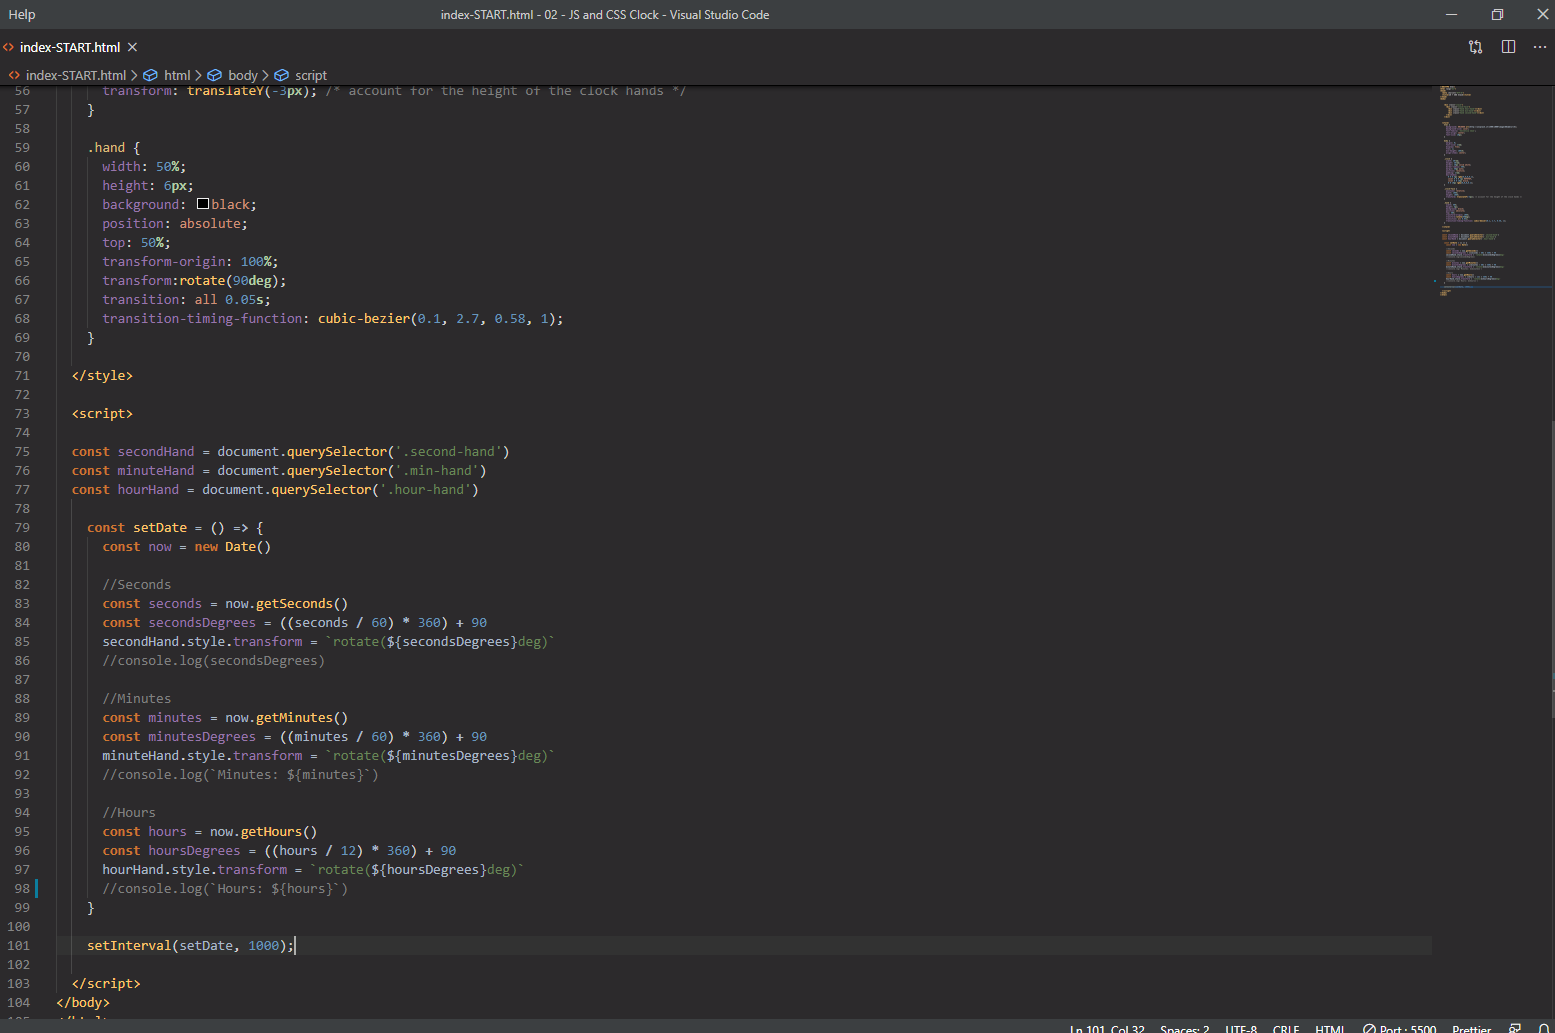 Help
index-START.html - 02 - JS and CSS Clock - Visual Studio Code
index-START.html
index-START.html > html > body > script
56 transform: translateY(-3px); /* account for the height of the clock hands */
57 }
58
59 .hand {
60 width: 50%;
61 height: 6px;
62 background: black;
63 position: absolute;
64 top: 50%;
65 transform-origin: 100%;
66 transform:rotate(90deg);
67 transition: all 0.05s;
68 transition-timing-function: cubic-bezier(0.1, 2.7, 0.58, 1);
69 }
70
71 </style>
72
73 <script>
74
75 const secondHand = document.querySelector('.second-hand')
76 const minuteHand = document.querySelector('.min-hand')
77 const hourHand = document.querySelector('.hour-hand')
78
79 const setDate = () => {
80 const now = new Date()
81
82 //Seconds
83 const seconds = now.getSeconds()
84 const secondsDegrees = ((seconds / 60) * 360) + 90
85 secondHand.style.transform = `rotate(${secondsDegrees}deg)`
86 //console.log(secondsDegrees)
87
88 //Minutes
89 const minutes = now.getMinutes()
90 const minutesDegrees = ((minutes / 60) * 360) + 90
91 minuteHand.style.transform = `rotate(${minutesDegrees}deg)`
92 //console.log(`Minutes: ${minutes}`)
93
94 //Hours
95 const hours = now.getHours()
96 const hoursDegrees = ((hours / 12) * 360) + 90
97 hourHand.style.transform = `rotate(${hoursDegrees}deg)`
98 //console.log(`Hours: ${hours}`)
99 }
100
101 setInterval(setDate, 1000);
102
103 </script>
104 </body>
105 </html>
Ln 101, Col 32 Spaces: 2 UTF-8 CRLF HTML Port : 5500 Prettier